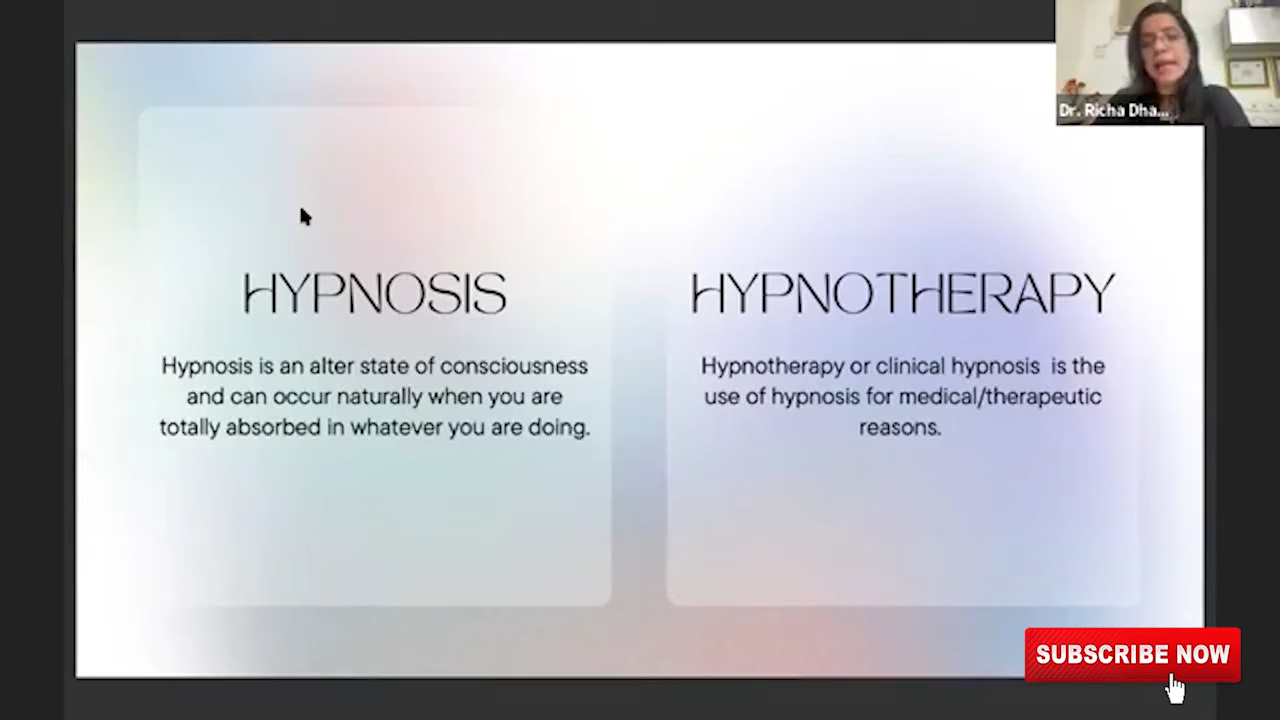 Dr. Richa Dha...
HYPNOSIS
Hypnosis is an alter state of consciousness
and can occur naturally when you are
totally absorbed in whatever you are doing.
HYPNOTHERAPY
Hypnotherapy or clinical hypnosis is the
use of hypnosis for medical/therapeutic
reasons.
SUBSCRIBE NOW